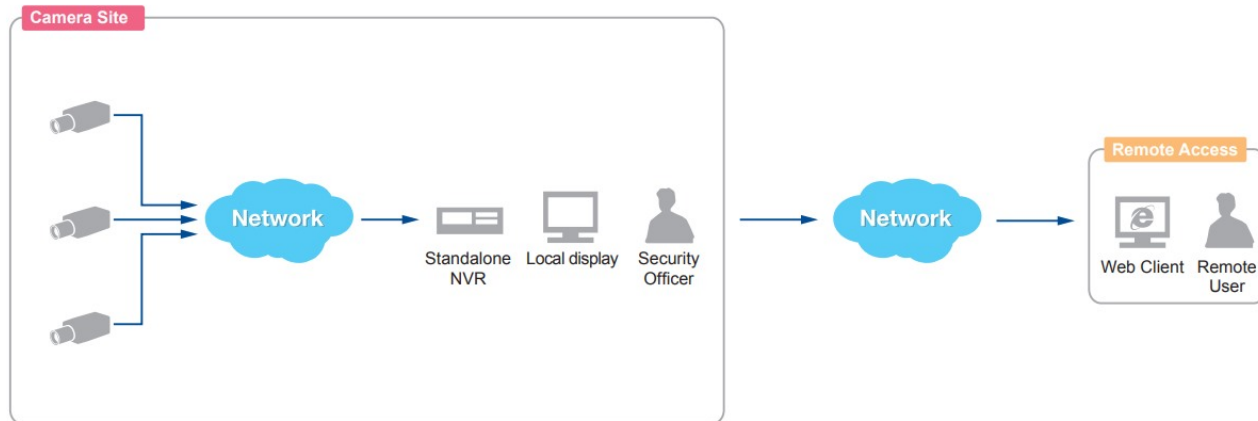 Camera Site
Network
Standalone
NVR
Local display
Security
Officer
Network
Remote Access
Web Client
Remote
User